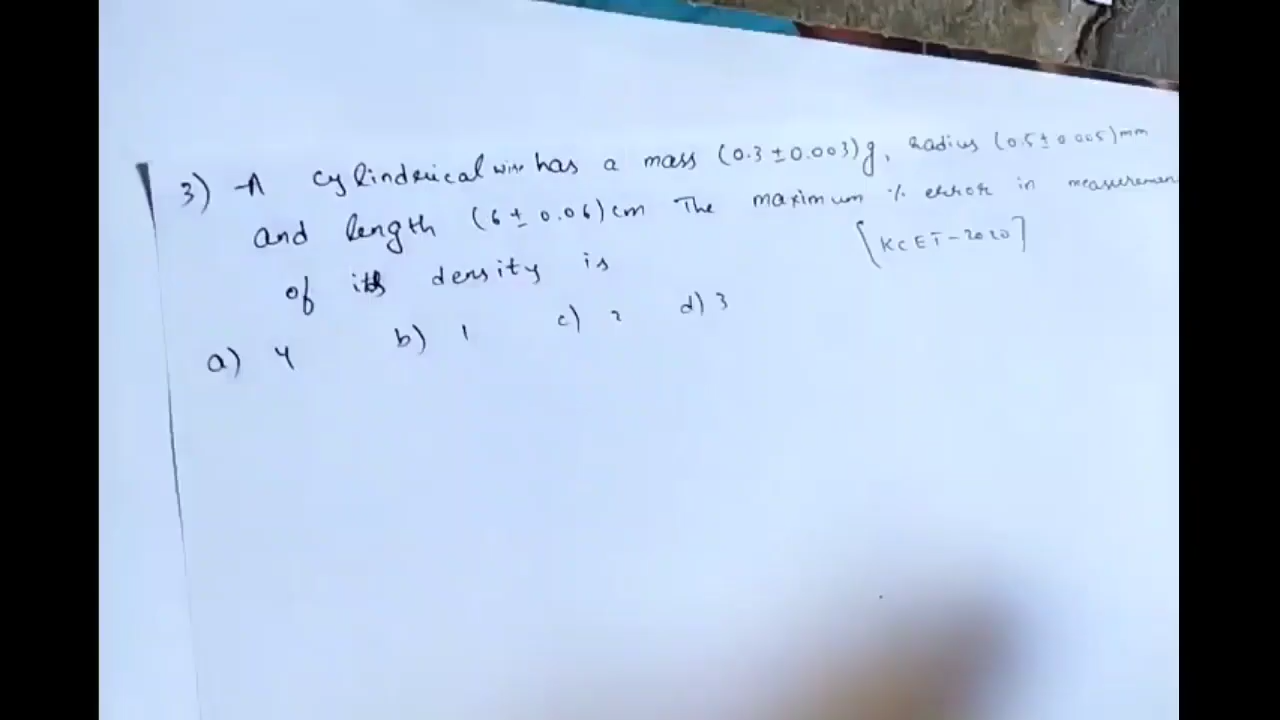 3) A cylindrical wire has a mass (0.3 ± 0.003)g, radius (0.5 ± 0.005)mm
and length (6 ± 0.06)cm The maximum % error in measuremen
of its density is [KCET-2020]
a) 4 b) 1 c) 2 d) 3